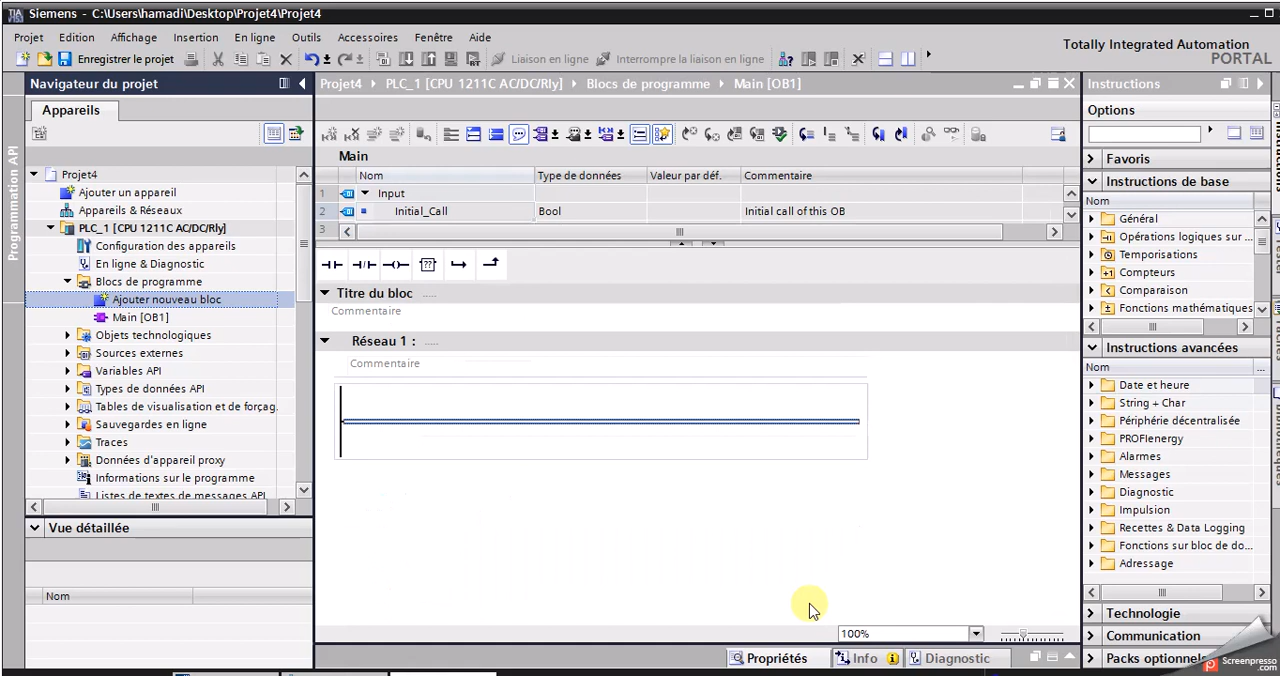 Siemens - C:\Users\hamadi\Desktop\Projet4\Projet4
Projet Edition Affichage Insertion En ligne Outils Accessoires Fenêtre Aide
Enregistrer le projet Liaison en ligne Interrompre la liaison en ligne
Totally Integrated Automation
PORTAL
Navigateur du projet
Appareils
Programmation API
Projet4
Ajouter un appareil
Appareils & Réseaux
PLC_1 [CPU 1211C AC/DC/Rly]
Configuration des appareils
En ligne & Diagnostic
Blocs de programme
Ajouter nouveau bloc
Main [OB1]
Objets technologiques
Sources externes
Variables API
Types de données API
Tables de visualisation et de forçag.
Sauvegardes en ligne
Traces
Données d'appareil proxy
Informations sur le programme
Listes de textes de messages API
Vue détaillée
Nom
Projet4 PLC_1 [CPU 1211C AC/DC/Rly] Blocs de programme Main [OB1]
Main
Nom Type de données Valeur par déf. Commentaire
1 Input
2 Initial_Call Bool Initial call of this OB
3
Titre du bloc .....
Commentaire
Réseau 1 : .....
Commentaire
100%
Propriétés Info Diagnostic
Instructions
Options
Favoris
Instructions de base
Nom
Général
Opérations logiques sur ...
Temporisations
Compteurs
Comparaison
Fonctions mathématiques
Instructions avancées
Nom ...
Date et heure
String + Char
Périphérie décentralisée
PROFIenergy
Alarmes
Messages
Diagnostic
Impulsion
Recettes & Data Logging
Fonctions sur bloc de do...
Adressage
Technologie
Communication
Packs optionnels
Screenpresso
.com